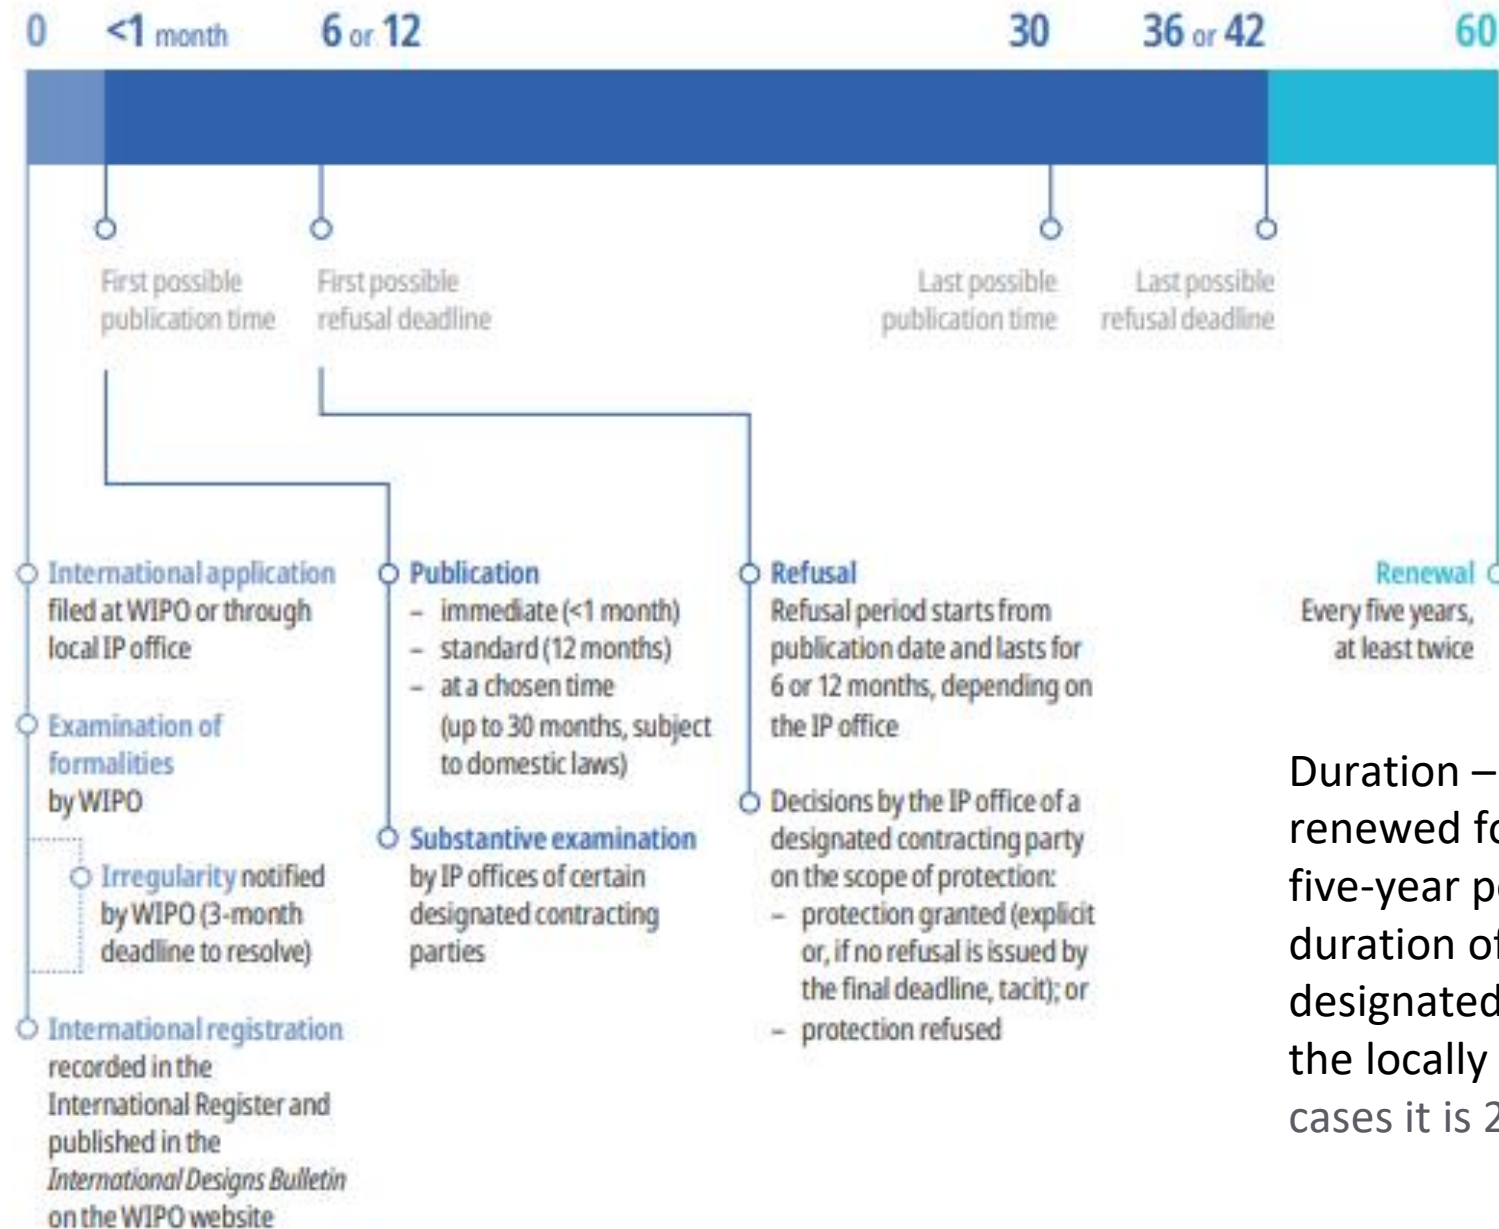 0 <1 month 6 or 12 30 36 or 42 60
First possible
publication time
First possible
refusal deadline
Last possible
publication time
Last possible
refusal deadline
International application
filed at WIPO or through
local IP office
Examination of
formalities
by WIPO
Irregularity notified
by WIPO (3-month
deadline to resolve)
International registration
recorded in the
International Register and
published in the
International Designs Bulletin
on the WIPO website
Publication
– immediate (<1 month)
– standard (12 months)
– at a chosen time
(up to 30 months, subject
to domestic laws)
Substantive examination
by IP offices of certain
designated contracting
parties
Refusal
Refusal period starts from
publication date and lasts for
6 or 12 months, depending on
the IP office
Decisions by the IP office of a
designated contracting party
on the scope of protection:
– protection granted (explicit
or, if no refusal is issued by
the final deadline, tacit); or
– protection refused
Renewal
Every five years,
at least twice
Duration –
renewed
five-year
duration
designated
the locally
cases it is